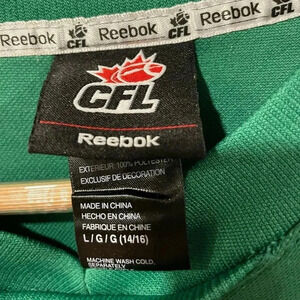 Reebok CFL Reebok CFL Reebok
CFL
Reebok
EXTERIEUR: 100% POLYESTER
EXCLUSIF DE DECORATION
MADE IN CHINA
HECHO EN CHINA
FABRIQUE EN CHINE
L / G / G (14/16)
MACHINE WASH COLD,
SEPARATELY